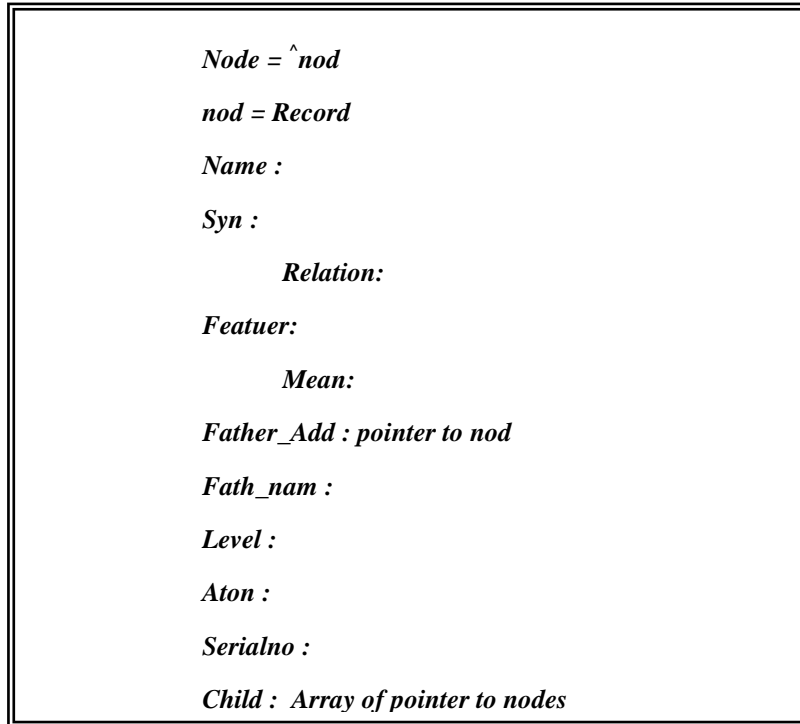 Node = ^nod
nod = Record
Name :
Syn :
Relation:
Featuer:
Mean:
Father_Add : pointer to nod
Fath_nam :
Level :
Aton :
Serialno :
Child : Array of pointer to nodes